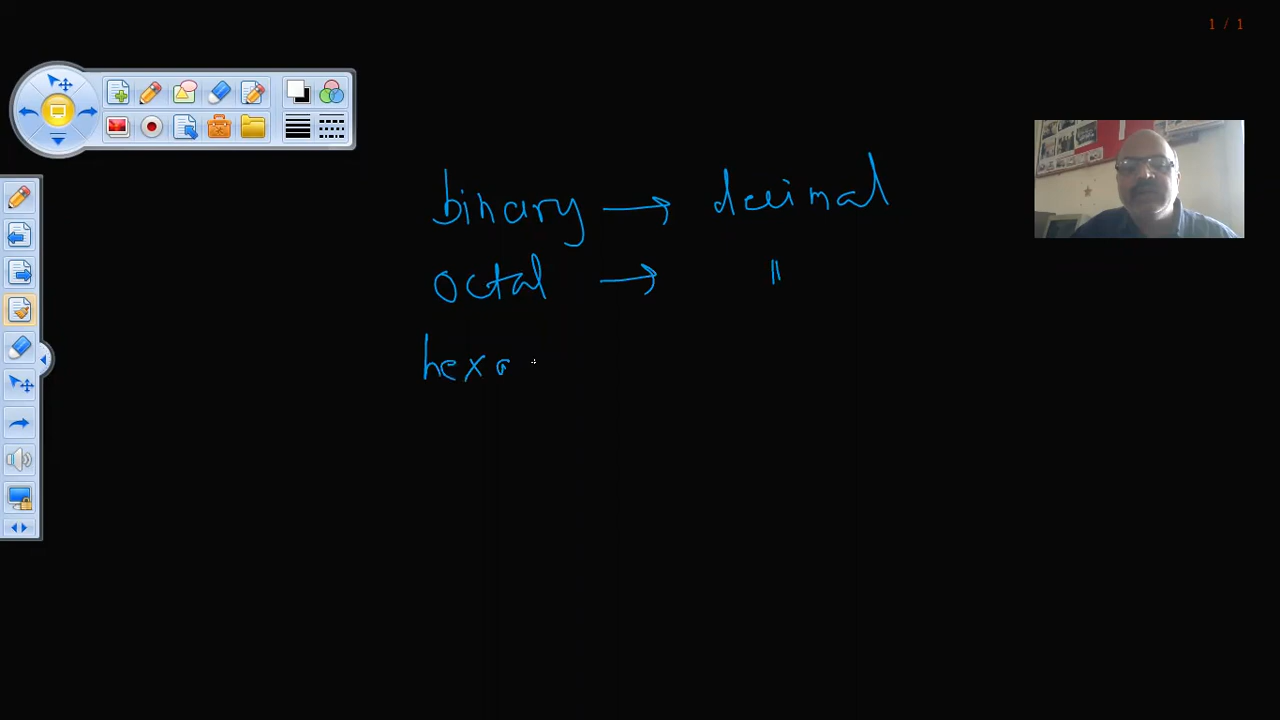 1 / 1
binary → decimal
octal → "
hexa